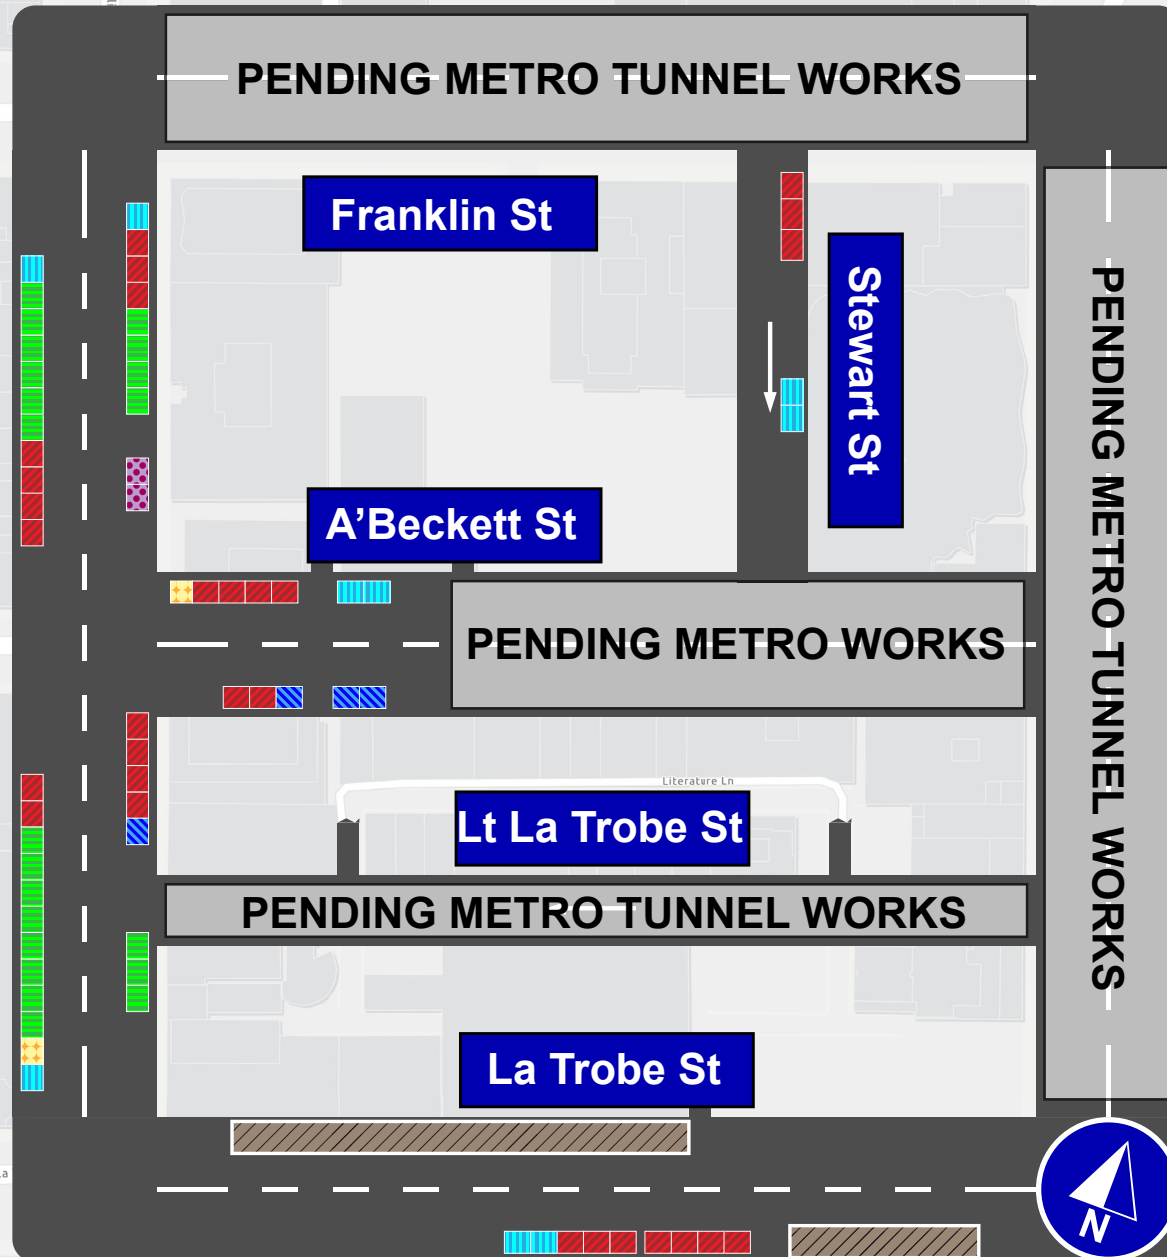 PENDING METRO TUNNEL WORKS
Franklin St
Stewart St
PENDING METRO TUNNEL WORKS
A’Beckett St
PENDING METRO WORKS
Literature Ln
Lt La Trobe St
PENDING METRO TUNNEL WORKS
La Trobe St
N